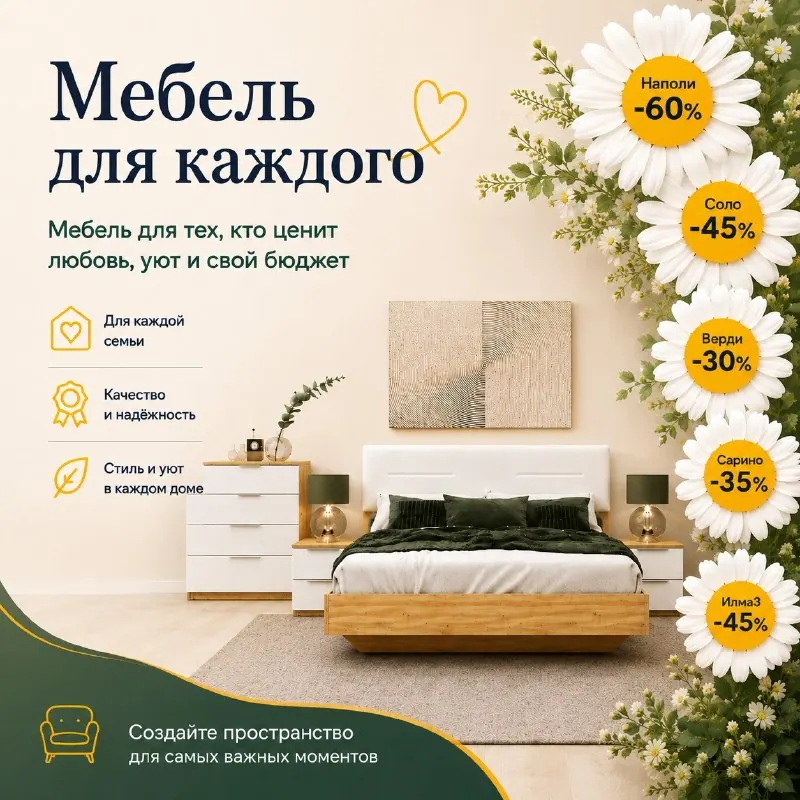 Мебель
для каждого
Мебель для тех, кто ценит
любовь, уют и свой бюджет
Для каждой
семьи
Качество
и надёжность
Стиль и уют
в каждом доме
Наполи
-60%
Соло
-45%
Верди
-30%
Сарино
-35%
Илма3
-45%
Создайте пространство
для самых важных моментов